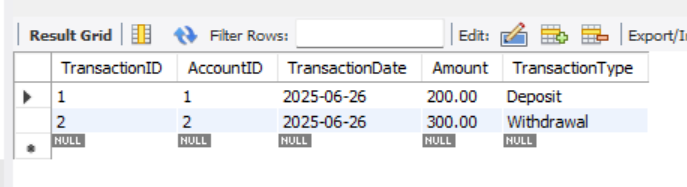 Result Grid Filter Rows: Edit: Export/I
TransactionID AccountID TransactionDate Amount TransactionType
1 1 2025-06-26 200.00 Deposit
2 2 2025-06-26 300.00 Withdrawal
NULL NULL NULL NULL NULL